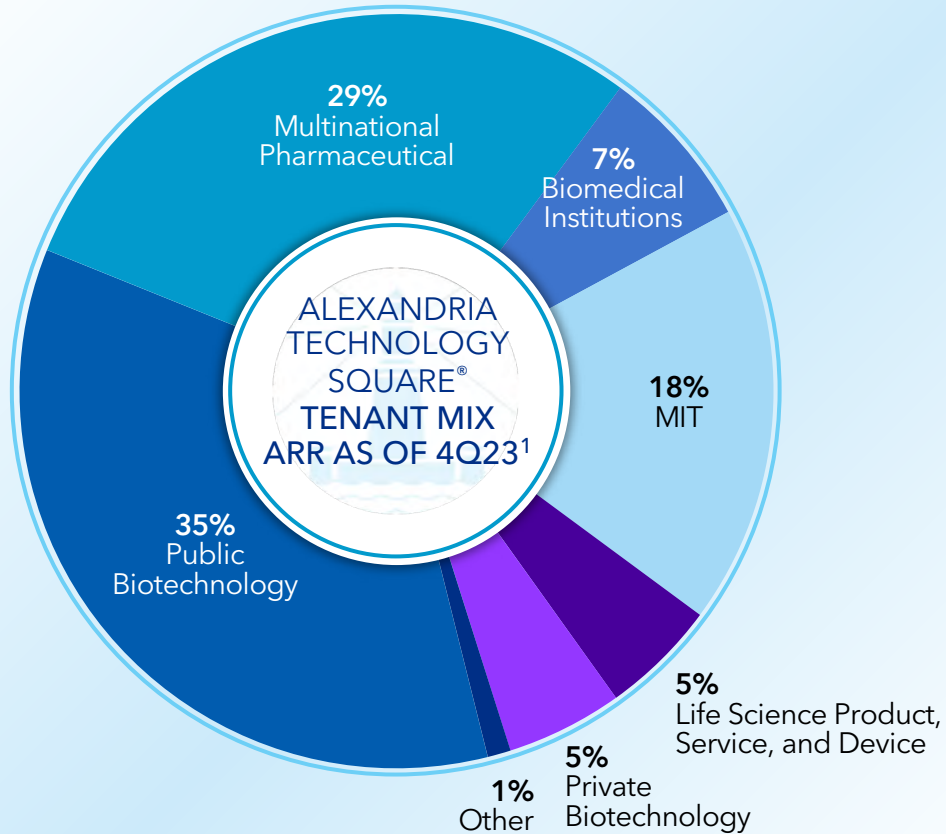 29%
Multinational
Pharmaceutical
7%
Biomedical
Institutions
ALEXANDRIA
TECHNOLOGY
SQUARE®
TENANT MIX
ARR AS OF 4Q23¹
18%
MIT
35%
Public
Biotechnology
5%
Life Science Product,
Service, and Device
5%
Private
Biotechnology
1%
Other